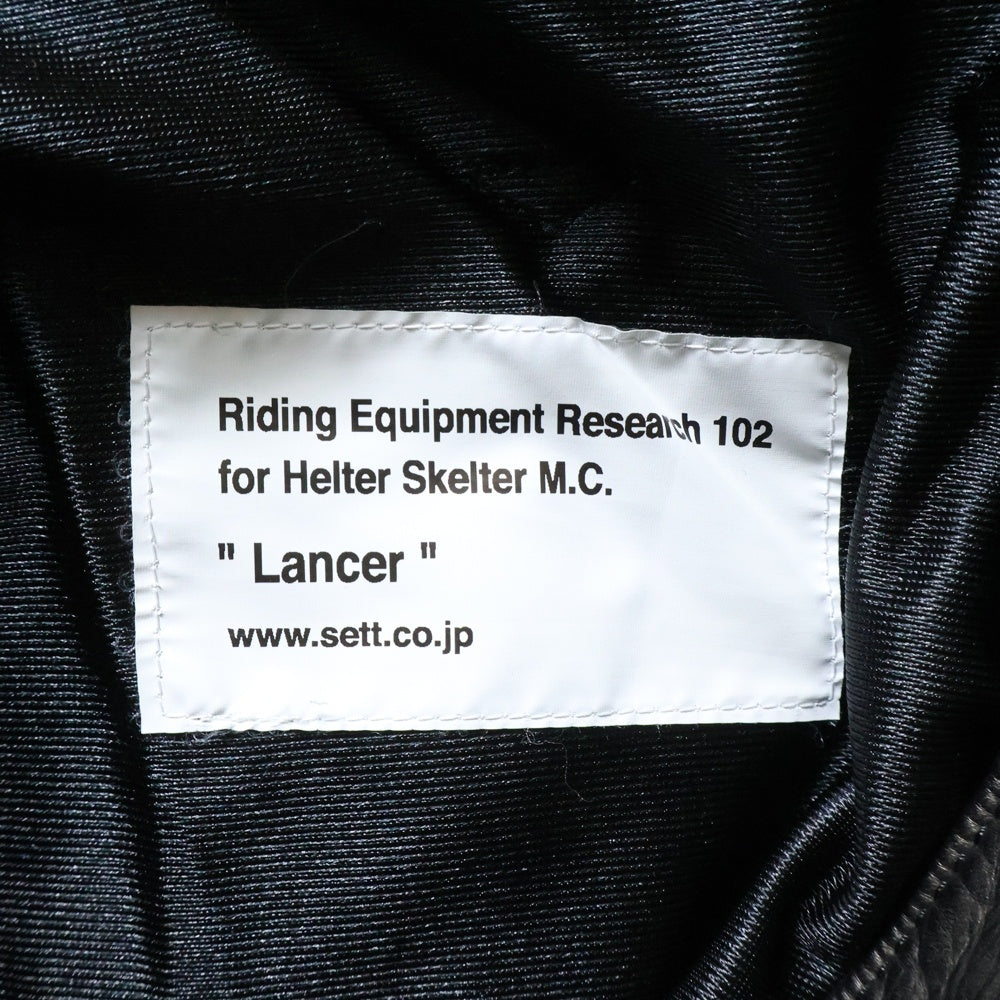 Riding Equipment Research 102
for Helter Skelter M.C.
" Lancer "
www.sett.co.jp